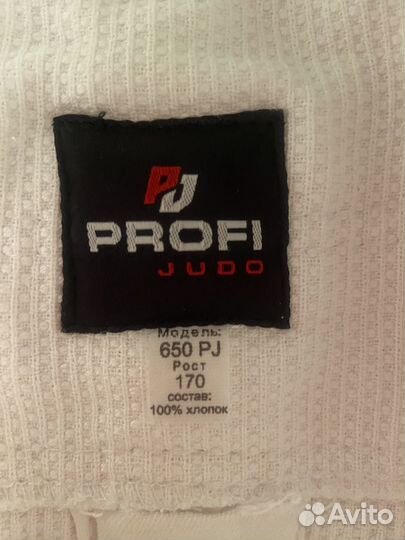 PJ
PROFI
JUDO
Модель:
650 PJ
Рост
170
состав:
100% хлопок
Avito